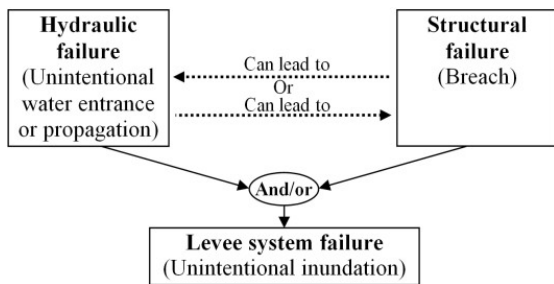 Hydraulic
failure
(Unintentional
water entrance
or propagation)
Can lead to
Or
Can lead to
Structural
failure
(Breach)
And/or
Levee system failure
(Unintentional inundation)